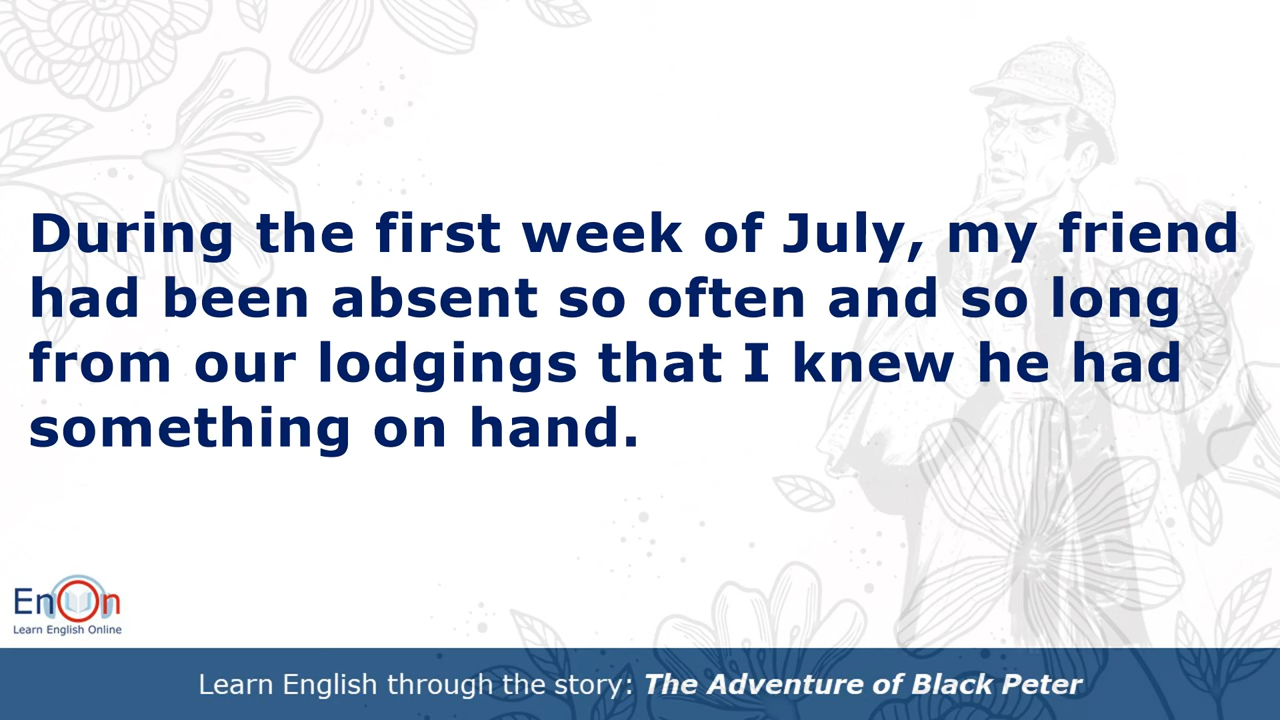 During the first week of July, my friend
had been absent so often and so long
from our lodgings that I knew he had
something on hand.
EnOn
Learn English Online
Learn English through the story: The Adventure of Black Peter